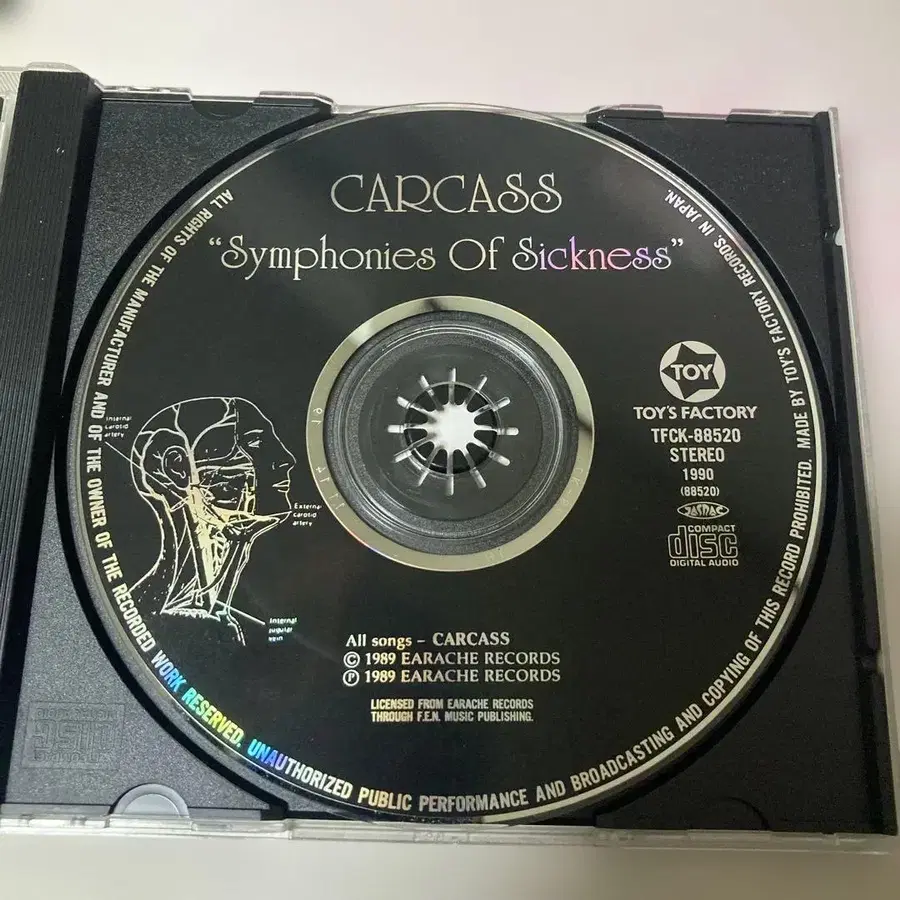 CARCASS
"Symphonies Of Sickness"
TOY
TOY'S FACTORY
TFCK-88520
STEREO
1990
(88520)
JASRAC
COMPACT
disc
DIGITAL AUDIO
Internal
carotid
artery
External
carotid
artery
Internal
jugular
vein
All songs – CARCASS
© 1989 EARACHE RECORDS
℗ 1989 EARACHE RECORDS
LICENSED FROM EARACHE RECORDS
THROUGH F.E.N. MUSIC PUBLISHING.
ALL RIGHTS OF THE MANUFACTURER AND OF THE OWNER OF THE RECORDED WORK RESERVED. UNAUTHORIZED PUBLIC PERFORMANCE AND BROADCASTING AND COPYING OF THIS RECORD PROHIBITED. MADE BY TOY'S FACTORY RECORDS, IN JAPAN.